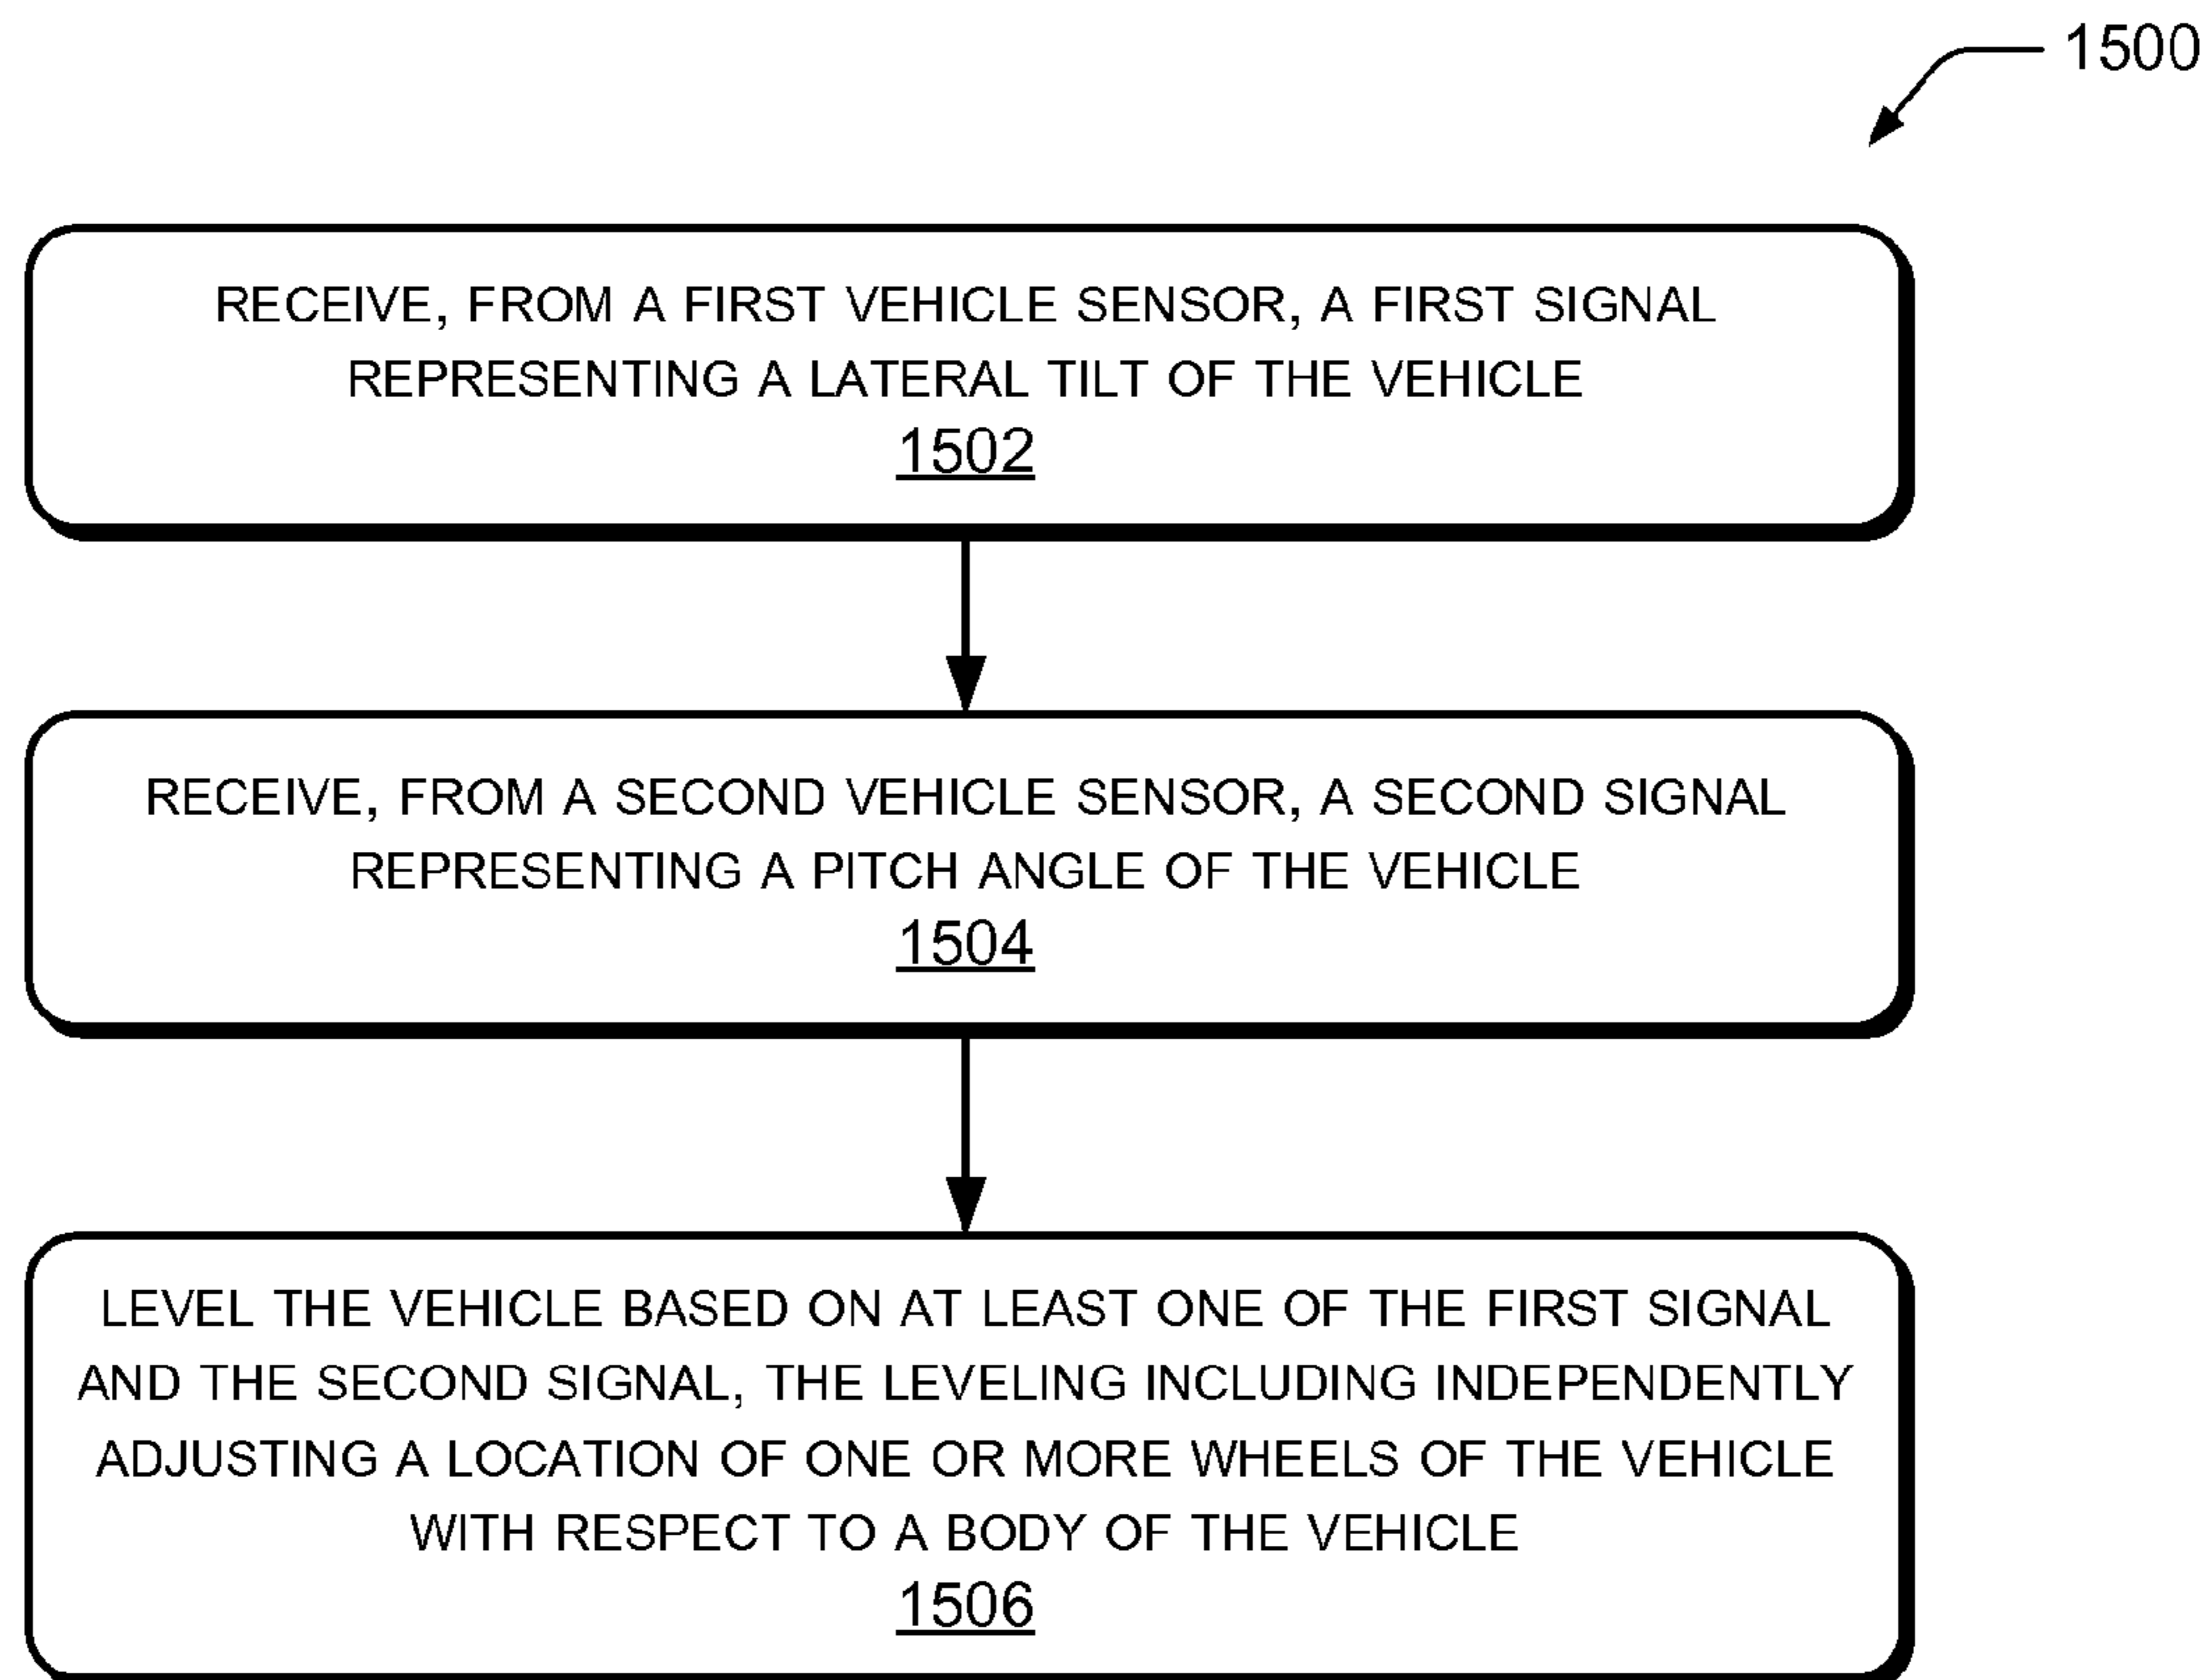 1500
RECEIVE, FROM A FIRST VEHICLE SENSOR, A FIRST SIGNAL
REPRESENTING A LATERAL TILT OF THE VEHICLE
1502
RECEIVE, FROM A SECOND VEHICLE SENSOR, A SECOND SIGNAL
REPRESENTING A PITCH ANGLE OF THE VEHICLE
1504
LEVEL THE VEHICLE BASED ON AT LEAST ONE OF THE FIRST SIGNAL
AND THE SECOND SIGNAL, THE LEVELING INCLUDING INDEPENDENTLY
ADJUSTING A LOCATION OF ONE OR MORE WHEELS OF THE VEHICLE
WITH RESPECT TO A BODY OF THE VEHICLE
1506